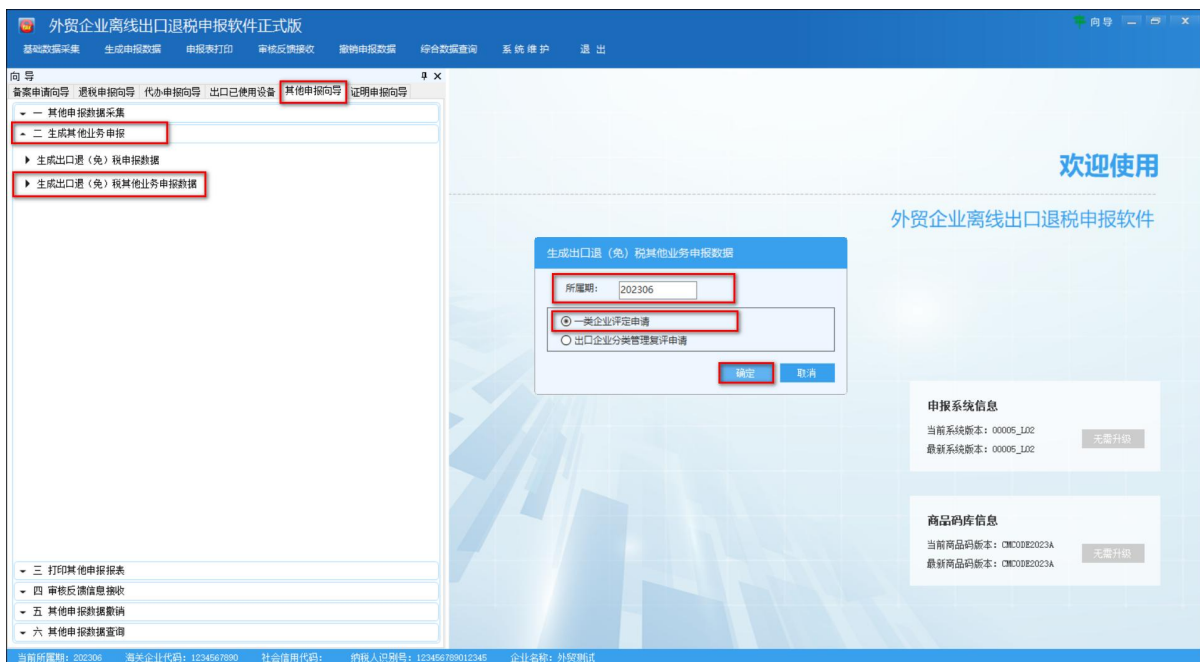 外贸企业离线出口退税申报软件正式版
向导
基础数据采集 生成申报数据 申报表打印 审核反馈接收 撤销申报数据 综合数据查询 系统维护 退出
向导
备案申请向导 退税申报向导 代办申报向导 出口已使用设备 其他申报向导 证明申报向导
一 其他申报数据采集
二 生成其他业务申报
生成出口退（免）税申报数据
生成出口退（免）税其他业务申报数据
三 打印其他申报报表
四 审核反馈信息接收
五 其他申报数据撤销
六 其他申报数据查询
欢迎使用
外贸企业离线出口退税申报软件
生成出口退（免）税其他业务申报数据
所属期： 202306
一类企业评定申请
出口企业分类管理复评申请
确定 取消
申报系统信息
当前系统版本：00005_L02
最新系统版本：00005_L02
无需升级
商品码库信息
当前商品码版本：CMCODE2023A
最新商品码版本：CMCODE2023A
无需升级
当前所属期：202306 海关企业代码：1234567890 社会信用代码： 纳税人识别号：123456789012345 企业名称：外贸测试